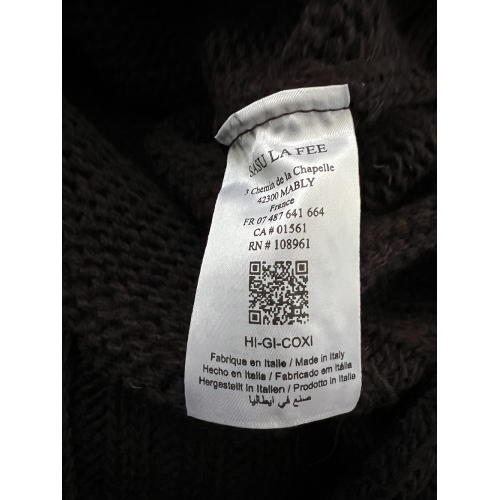 SASU LA FEE
3 Chemin de la Chapelle
42300 MABLY
France
FR 07 487 641 664
CA # 01561
RN # 108961
HI-GI-COXI
Fabrique en Italie / Made in Italy
Hecho en Italia / Fabricado em Itália
Hergestellt in Italien / Prodotto in Italia
صنع في ايطاليا